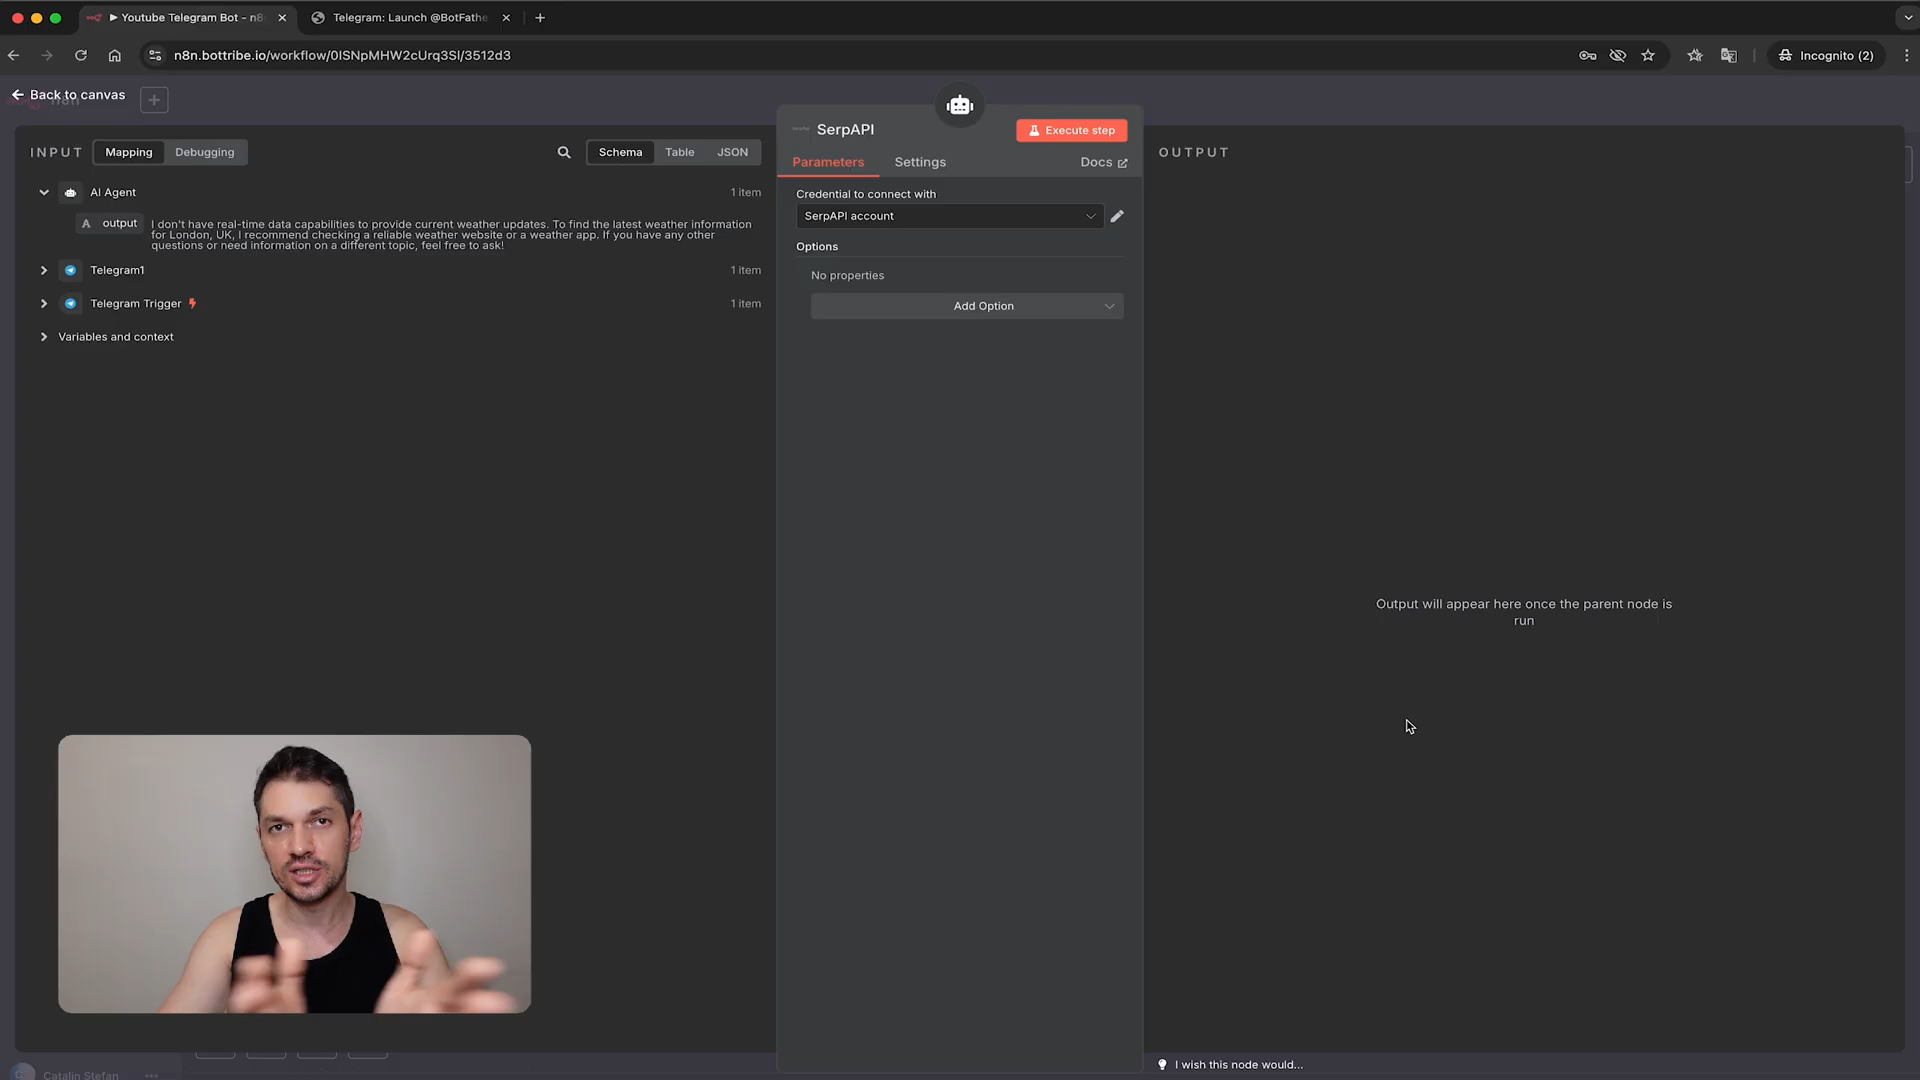 Youtube Telegram Bot - n8
Telegram: Launch @BotFathe
n8n.bottribe.io/workflow/0ISNpMHW2cUrq3Sl/3512d3
Incognito (2)
Back to canvas
n8n
SerpAPI
Execute step
INPUT
Mapping
Debugging
Schema
Table
JSON
Parameters
Settings
Docs
OUTPUT
AI Agent
1 item
A output
I don't have real-time data capabilities to provide current weather updates. To find the latest weather information
for London, UK, I recommend checking a reliable weather website or a weather app. If you have any other
questions or need information on a different topic, feel free to ask!
Telegram1
1 item
Telegram Trigger
1 item
Variables and context
Credential to connect with
SerpAPI account
Options
No properties
Add Option
Output will appear here once the parent node is
run
I wish this node would...
Catalin Stefan